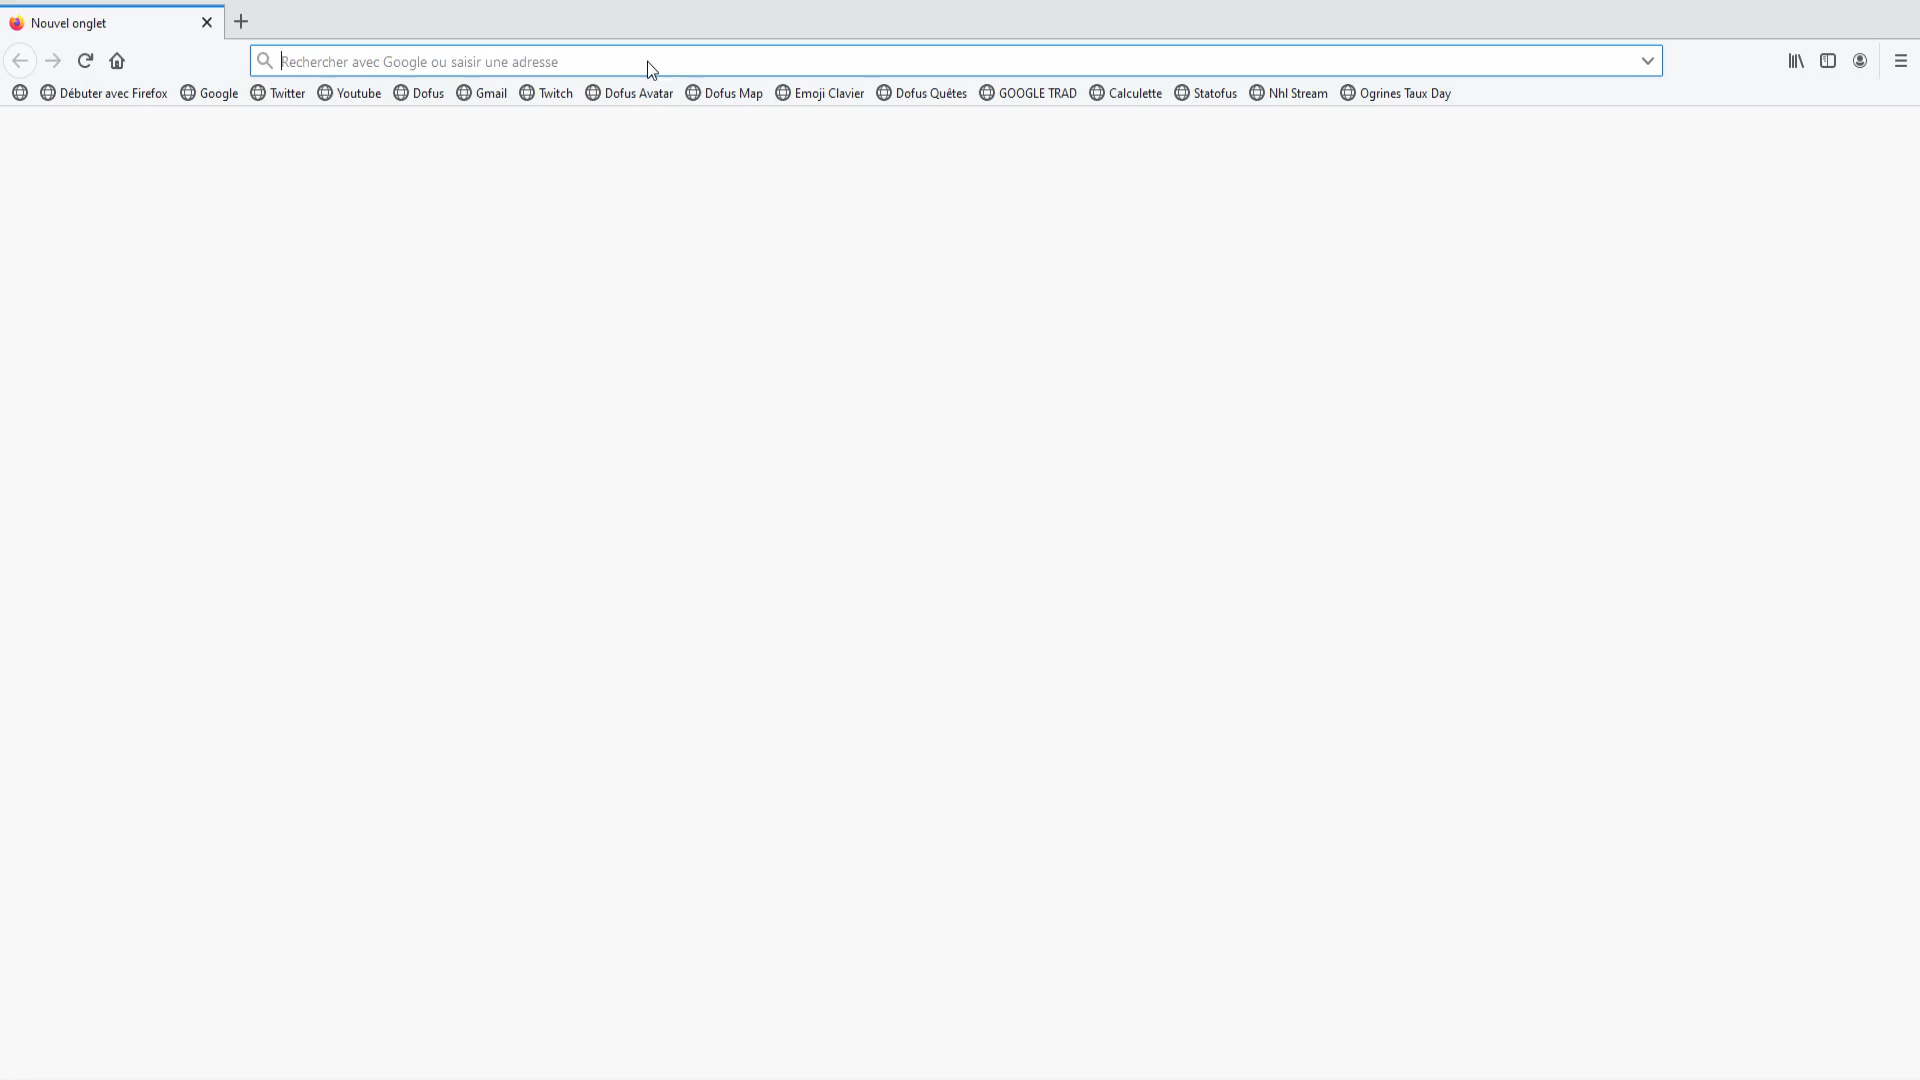 Nouvel onglet
Rechercher avec Google ou saisir une adresse
Débuter avec Firefox Google Twitter Youtube Dofus Gmail Twitch Dofus Avatar Dofus Map Emoji Clavier Dofus Quêtes GOOGLE TRAD Calculette Statofus Nhl Stream Ogrines Taux Day